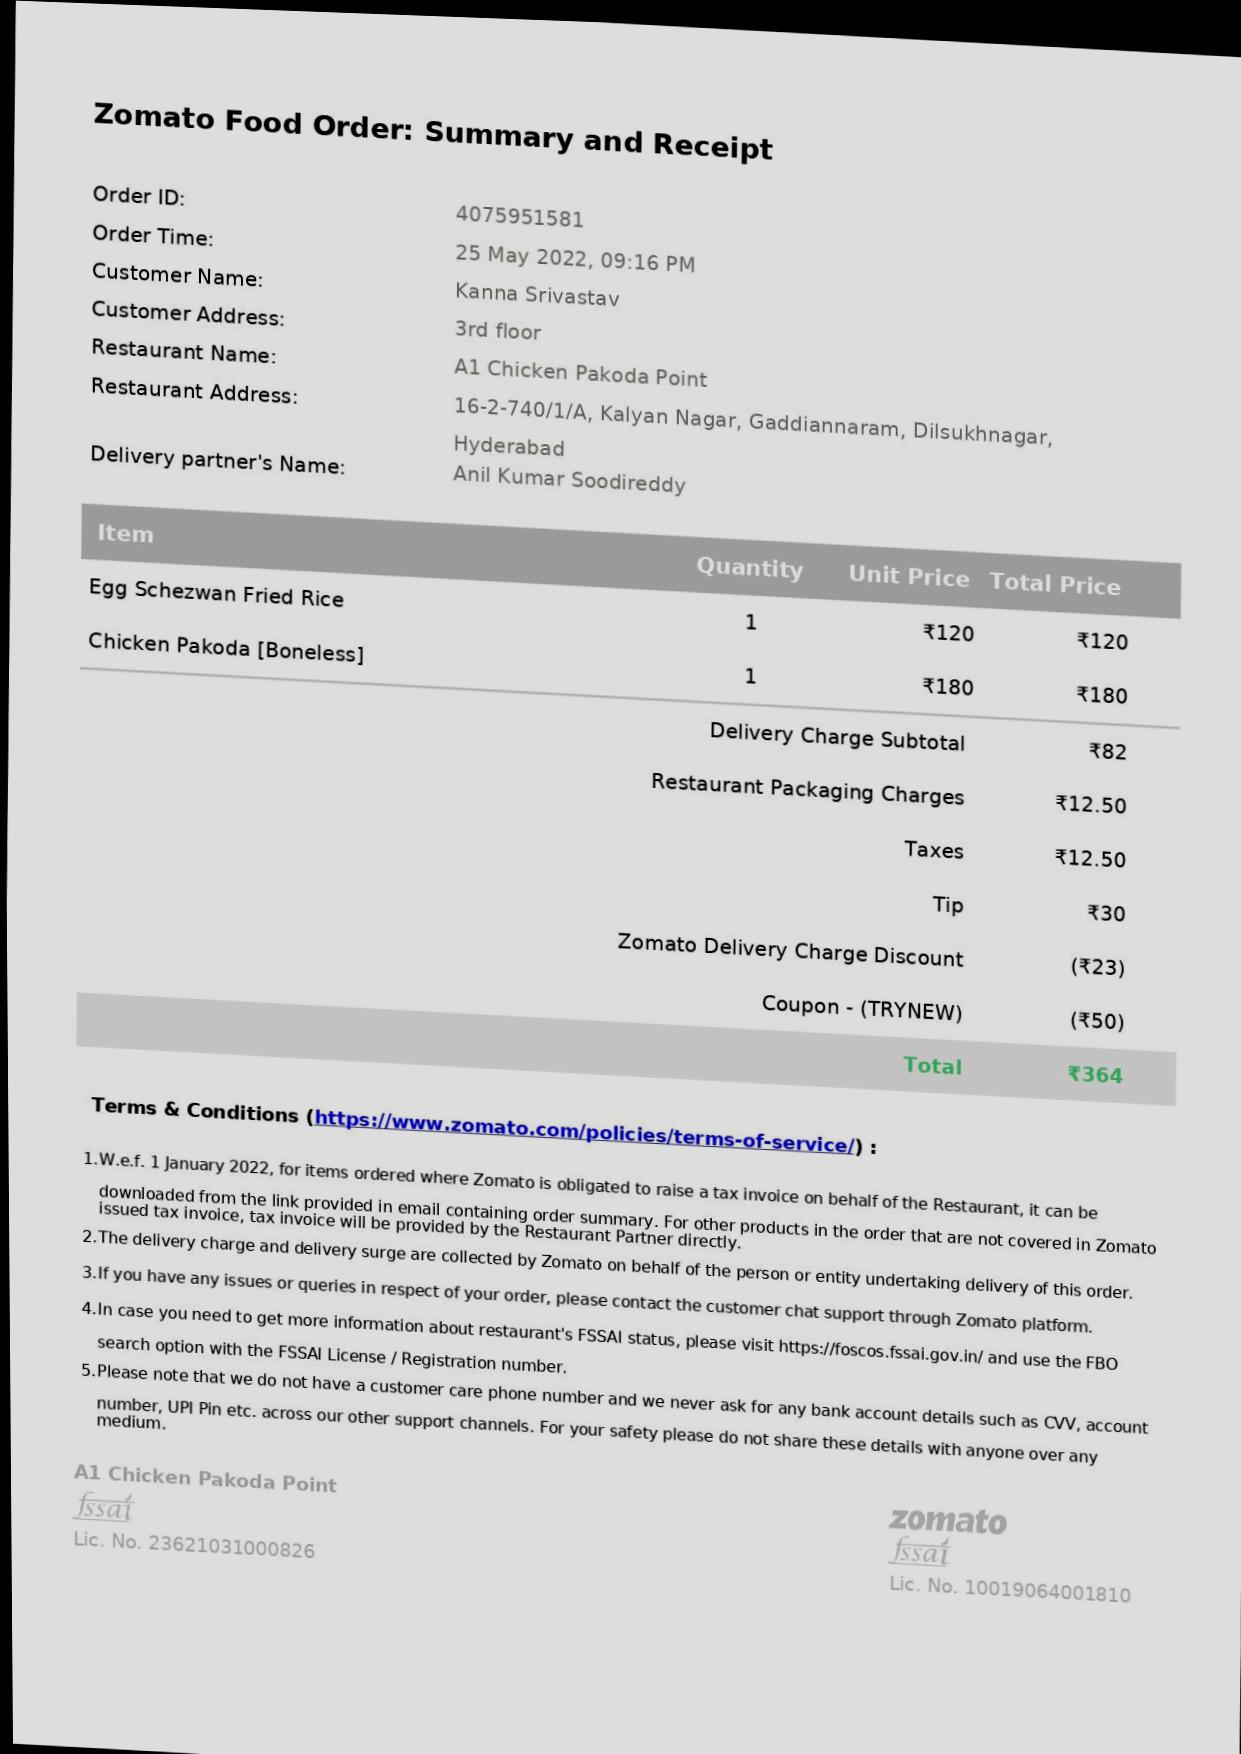 Zomato Food Order: Summary and Receipt
Order ID: 4075951581
Order Time: 25 May 2022, 09:16 PM
Customer Name: Kanna Srivastav
Customer Address: 3rd floor
Restaurant Name: A1 Chicken Pakoda Point
Restaurant Address: 16-2-740/1/A, Kalyan Nagar, Gaddiannaram, Dilsukhnagar,
Hyderabad
Delivery partner's Name: Anil Kumar Soodireddy
Item Quantity Unit Price Total Price
Egg Schezwan Fried Rice 1 ₹120 ₹120
Chicken Pakoda [Boneless] 1 ₹180 ₹180
Delivery Charge Subtotal ₹82
Restaurant Packaging Charges ₹12.50
Taxes ₹12.50
Tip ₹30
Zomato Delivery Charge Discount (₹23)
Coupon - (TRYNEW) (₹50)
Total ₹364
Terms & Conditions (https://www.zomato.com/policies/terms-of-service/) :
1.W.e.f. 1 January 2022, for items ordered where Zomato is obligated to raise a tax invoice on behalf of the Restaurant, it can be
downloaded from the link provided in email containing order summary. For other products in the order that are not covered in Zomato
issued tax invoice, tax invoice will be provided by the Restaurant Partner directly.
2.The delivery charge and delivery surge are collected by Zomato on behalf of the person or entity undertaking delivery of this order.
3.If you have any issues or queries in respect of your order, please contact the customer chat support through Zomato platform.
4.In case you need to get more information about restaurant's FSSAI status, please visit https://foscos.fssai.gov.in/ and use the FBO
search option with the FSSAI License / Registration number.
5.Please note that we do not have a customer care phone number and we never ask for any bank account details such as CVV, account
number, UPI Pin etc. across our other support channels. For your safety please do not share these details with anyone over any
medium.
A1 Chicken Pakoda Point
fssai
Lic. No. 23621031000826
zomato
fssai
Lic. No. 10019064001810